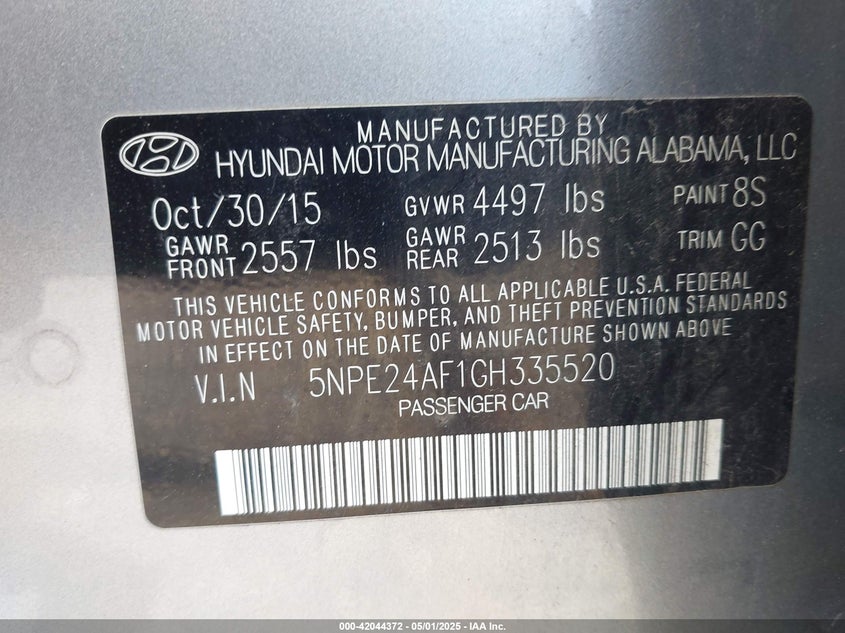 MANUFACTURED BY
HYUNDAI MOTOR MANUFACTURING ALABAMA, LLC
Oct/30/15 GVWR 4497 lbs PAINT 8S
GAWR FRONT 2557 lbs GAWR REAR 2513 lbs TRIM GG
THIS VEHICLE CONFORMS TO ALL APPLICABLE U.S.A. FEDERAL
MOTOR VEHICLE SAFETY, BUMPER, AND THEFT PREVENTION STANDARDS
IN EFFECT ON THE DATE OF MANUFACTURE SHOWN ABOVE
V.I.N 5NPE24AF1GH335520
PASSENGER CAR
000-42044372 - 05/01/2025 - IAA Inc.